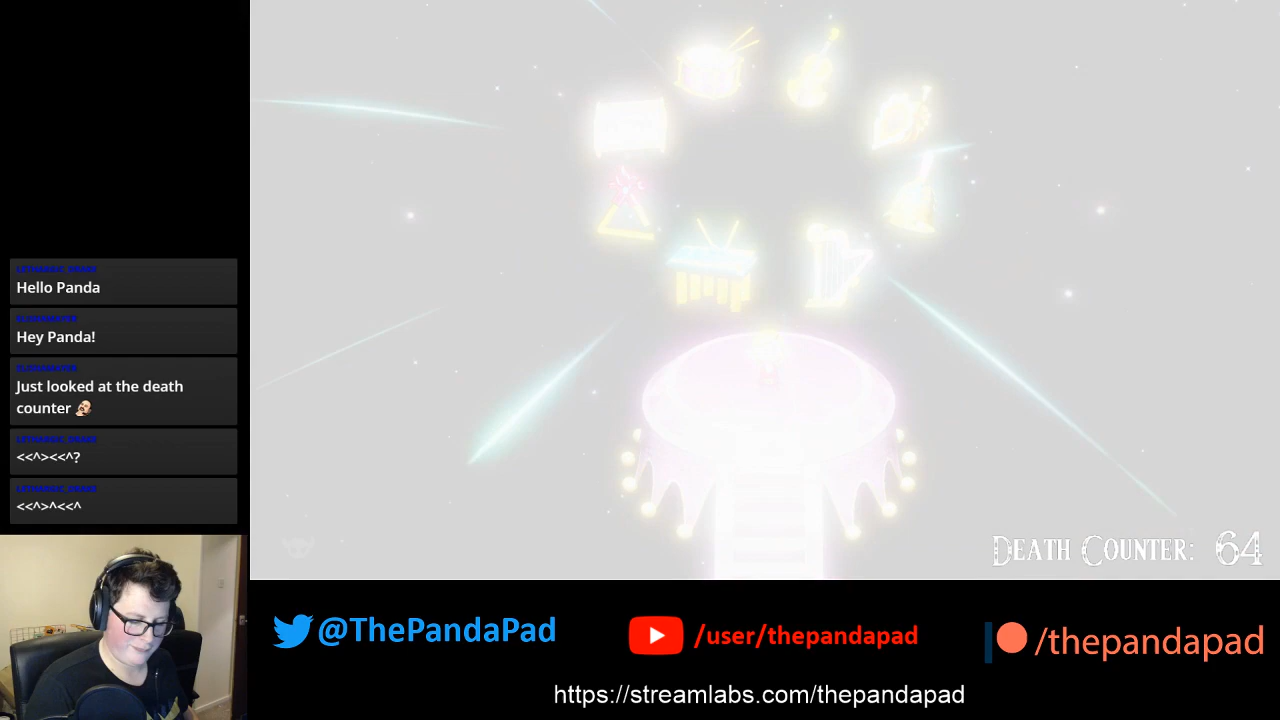 Hello Panda
Hey Panda!
Just looked at the death
counter
<<^><<^?
<<^>^<<^
Death Counter: 64
@ThePandaPad
/user/thepandapad
/thepandapad
https://streamlabs.com/thepandapad